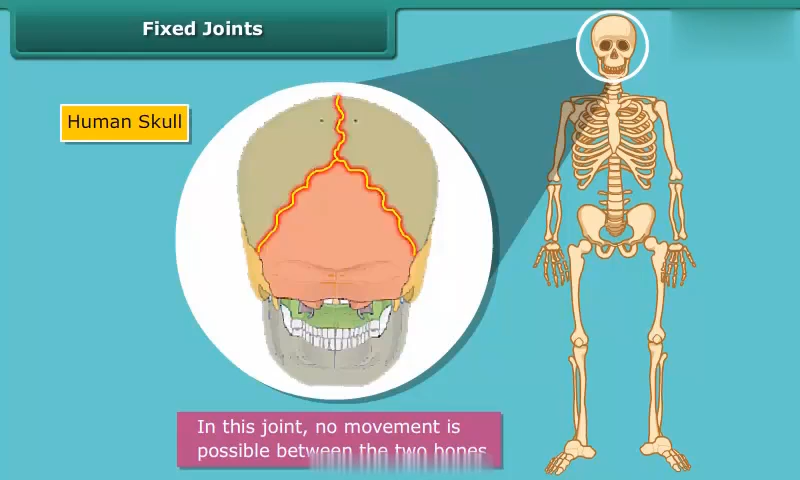 Fixed Joints
Human Skull
In this joint, no movement is
possible between the two bones